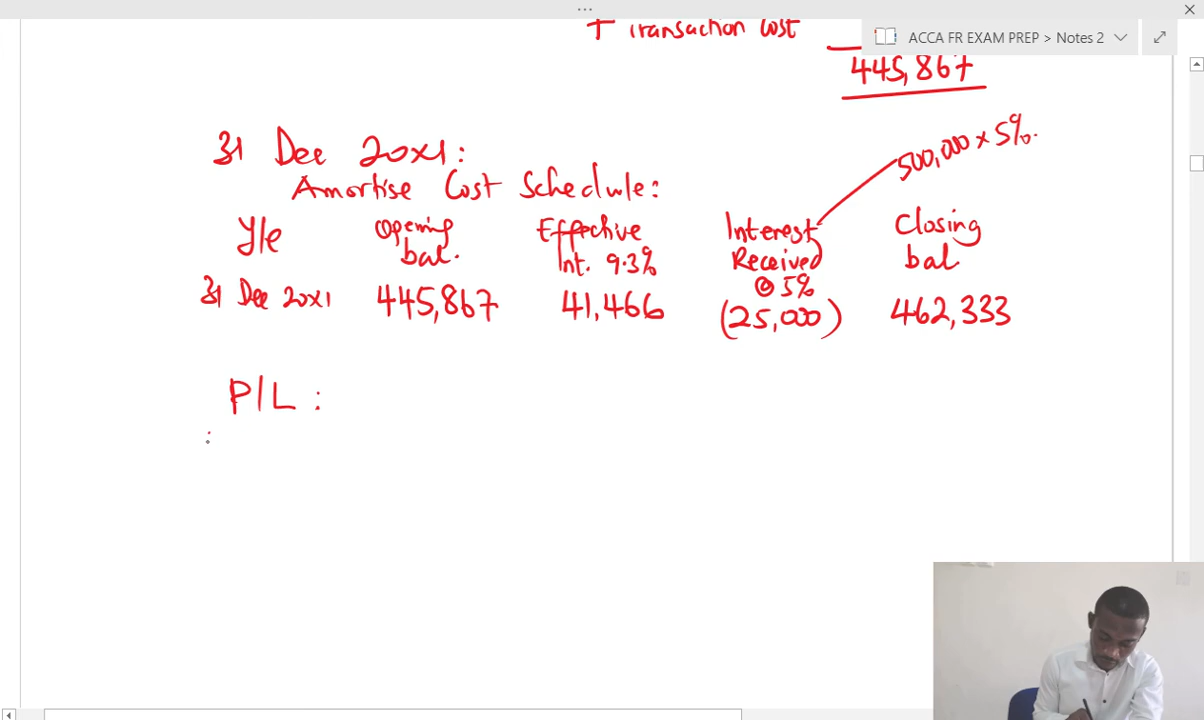 + Transaction Cost
ACCA FR EXAM PREP > Notes 2
445,867
500,000 x 5%.
31 Dec 20x1:
Amortise Cost Schedule:
Y/e Opening bal. Effective Int. 9.3% Interest Received @ 5% Closing bal
31 Dec 20x1 445,867 41,466 (25,000) 462,333
P/L :